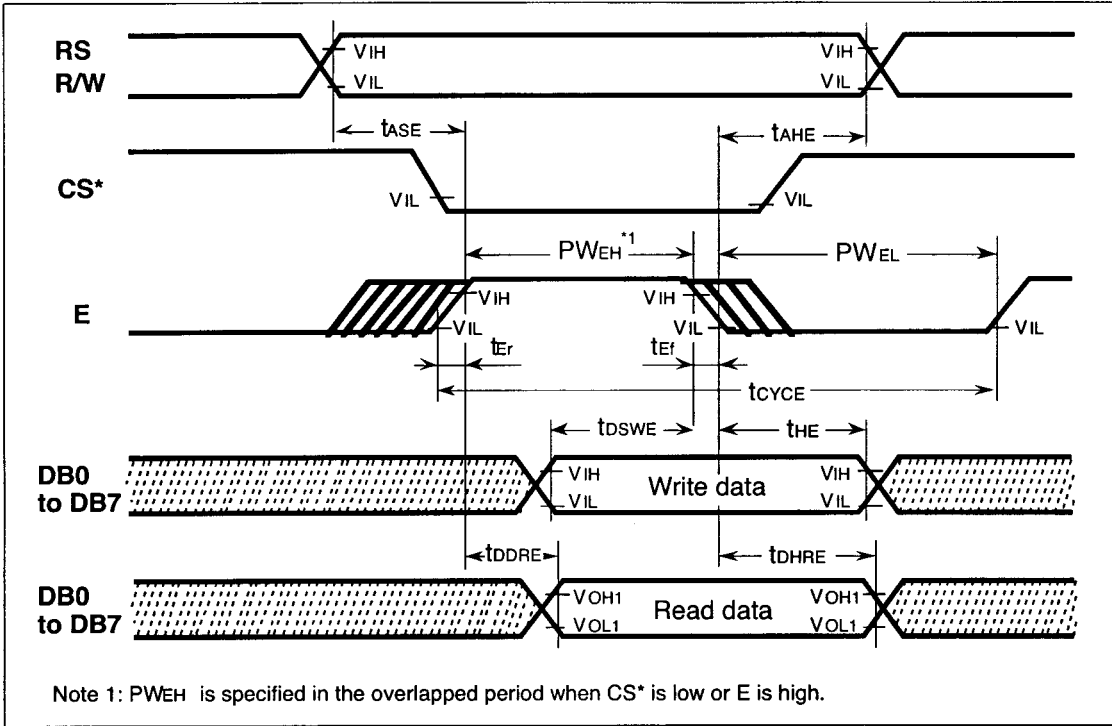 RS
R/W
VIH
VIL
VIH
VIL
tASE
tAHE
CS*
VIL
VIL
PWEH*1
PWEL
E
VIH
VIL
VIH
VIL
VIL
tEr
tEf
tCYCE
tDSWE
tHE
DB0
to DB7
VIH
VIL
Write data
VIH
VIL
tDDRE
tDHRE
DB0
to DB7
VOH1
VOL1
Read data
VOH1
VOL1
Note 1: PWEH is specified in the overlapped period when CS* is low or E is high.